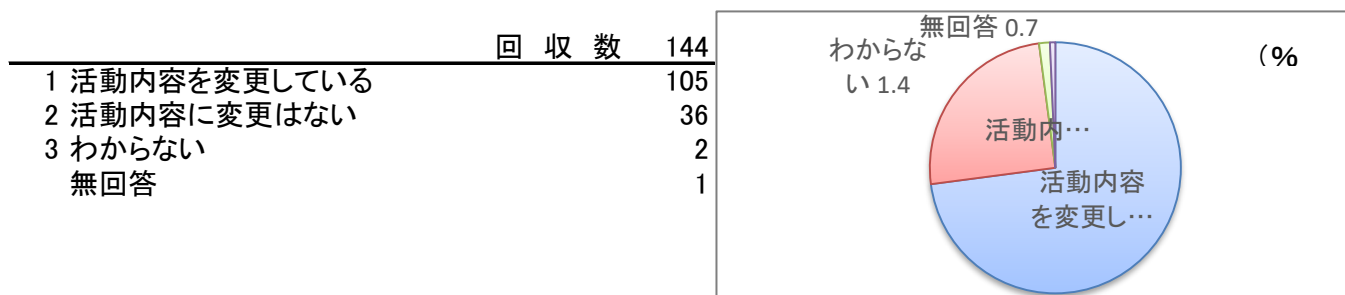 回 収 数 144
1 活動内容を変更している 105
2 活動内容に変更はない 36
3 わからない 2
無回答 1
無回答 0.7
わからな
い 1.4
(%
活動内…
活動内容
を変更し…